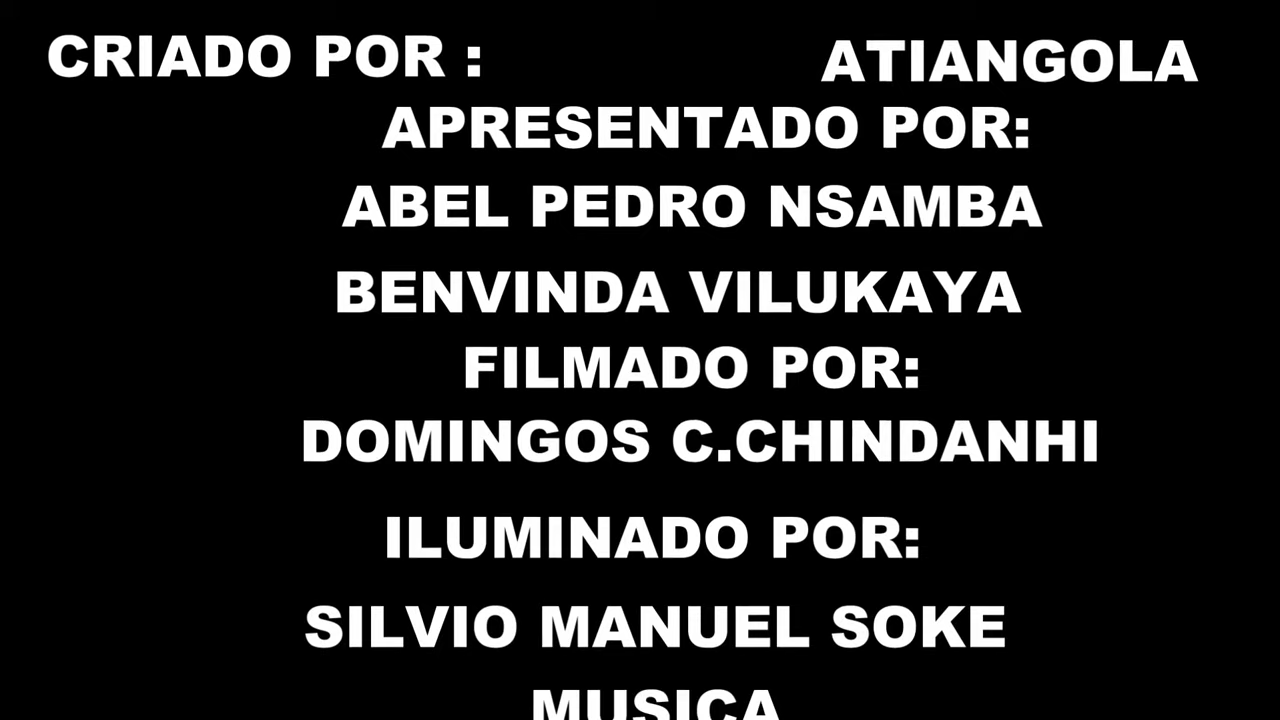 CRIADO POR : ATIANGOLA
APRESENTADO POR:
ABEL PEDRO NSAMBA
BENVINDA VILUKAYA
FILMADO POR:
DOMINGOS C.CHINDANHI
ILUMINADO POR:
SILVIO MANUEL SOKE
MUSICA